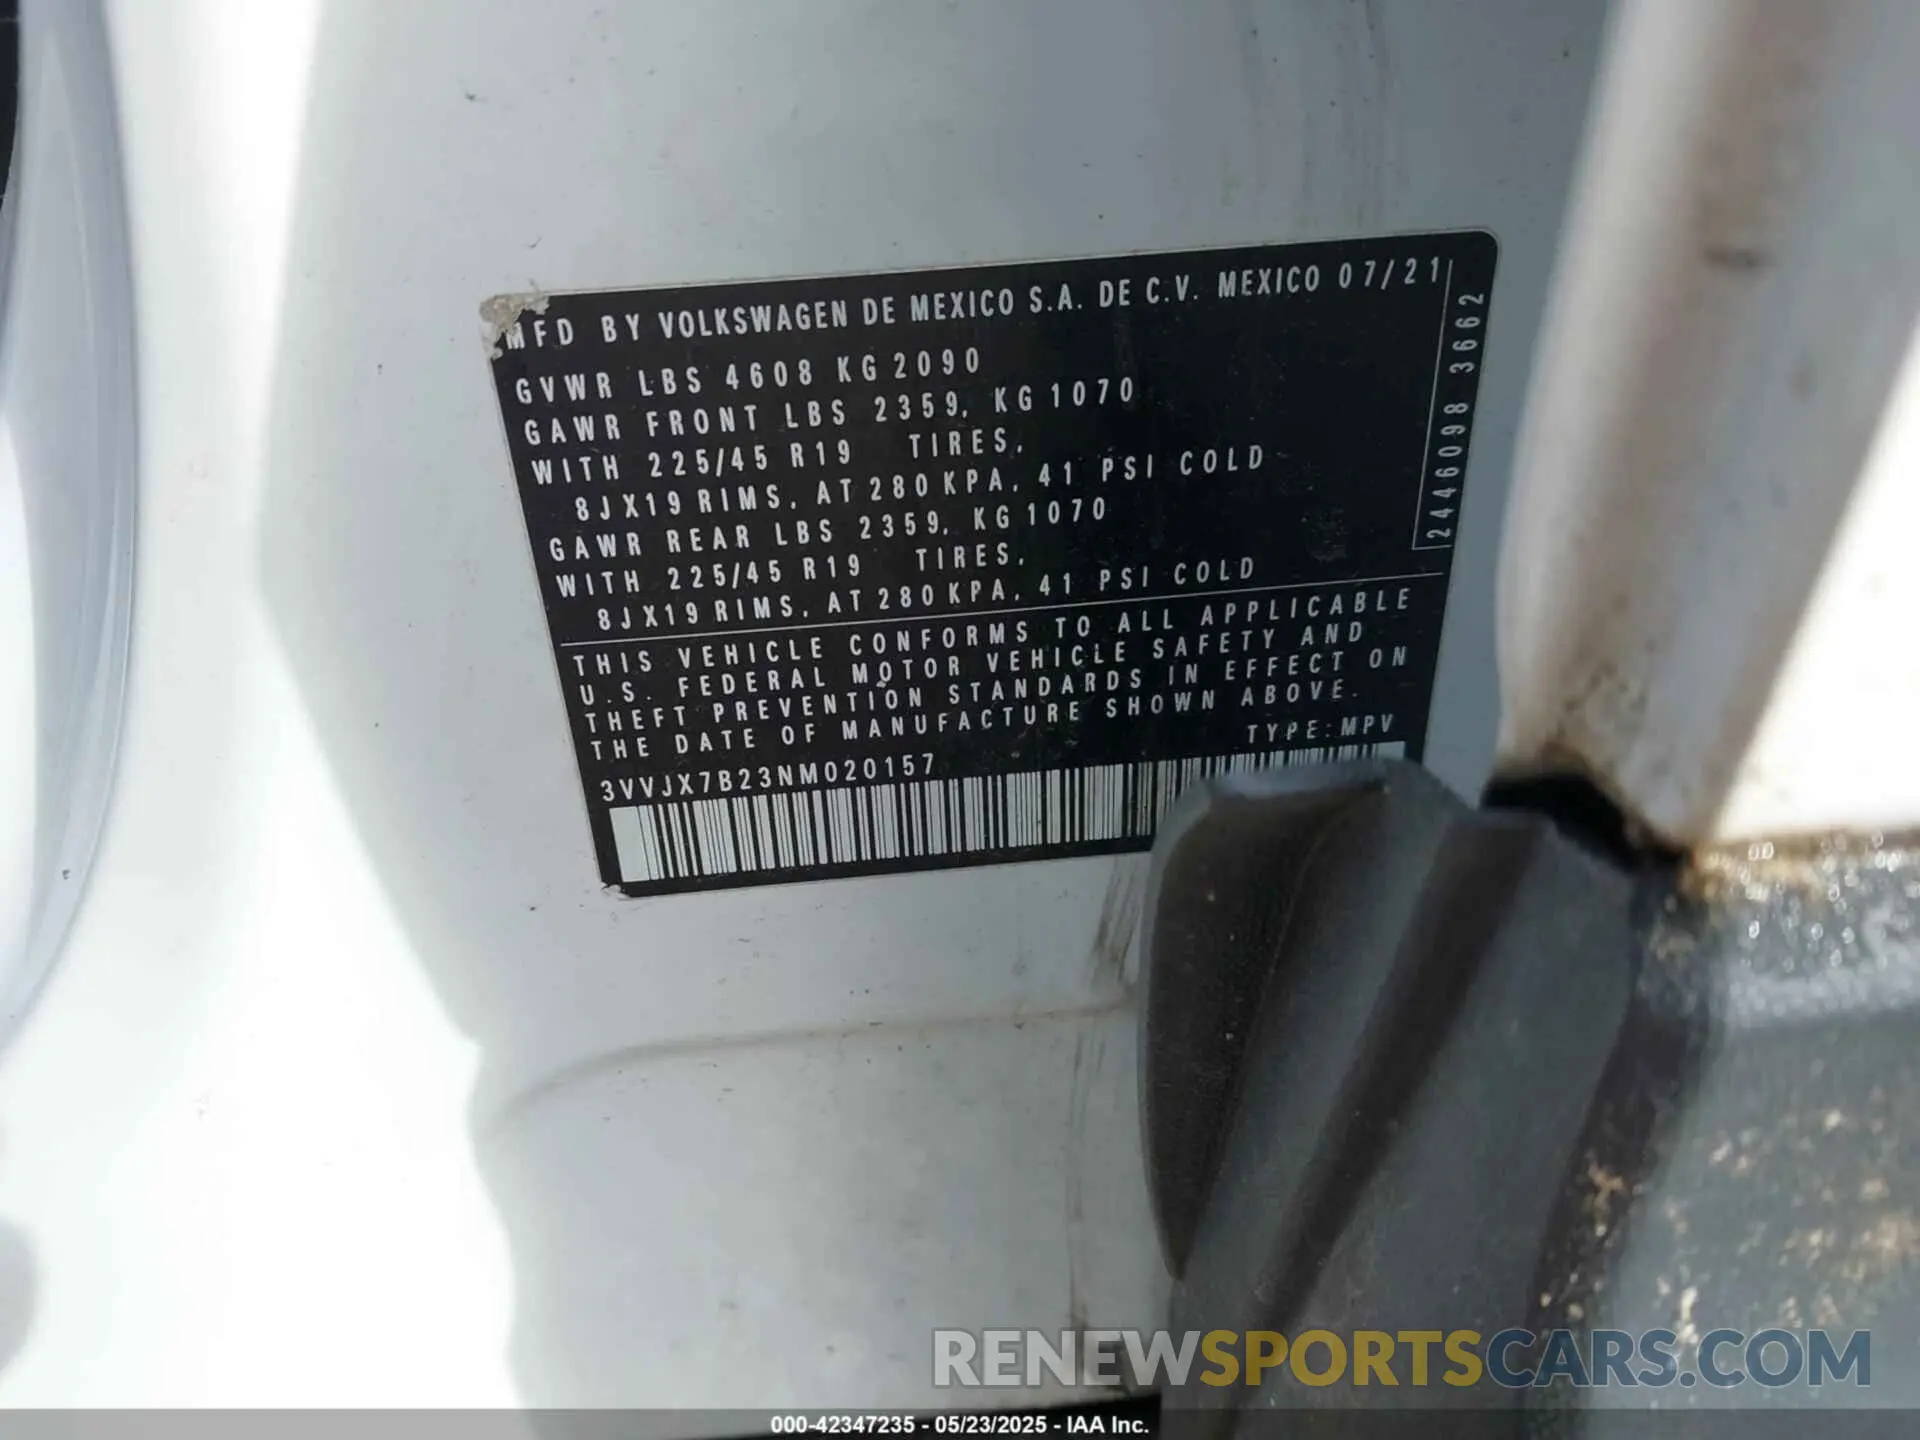 MFD BY VOLKSWAGEN DE MEXICO S.A. DE C.V. MEXICO 07/21
GVWR LBS 4608 KG 2090
GAWR FRONT LBS 2359, KG 1070
WITH 225/45 R19 TIRES,
8JX19 RIMS, AT 280 KPA, 41 PSI COLD
GAWR REAR LBS 2359, KG 1070
WITH 225/45 R19 TIRES,
8JX19 RIMS, AT 280 KPA, 41 PSI COLD
2446098 3662
THIS VEHICLE CONFORMS TO ALL APPLICABLE
U.S. FEDERAL MOTOR VEHICLE SAFETY AND
THEFT PREVENTION STANDARDS IN EFFECT ON
THE DATE OF MANUFACTURE SHOWN ABOVE.
3VVJX7B23NM020157 TYPE: MPV
RENEWSPORTSCARS.COM
000-42347235 - 05/23/2025 - IAA Inc.